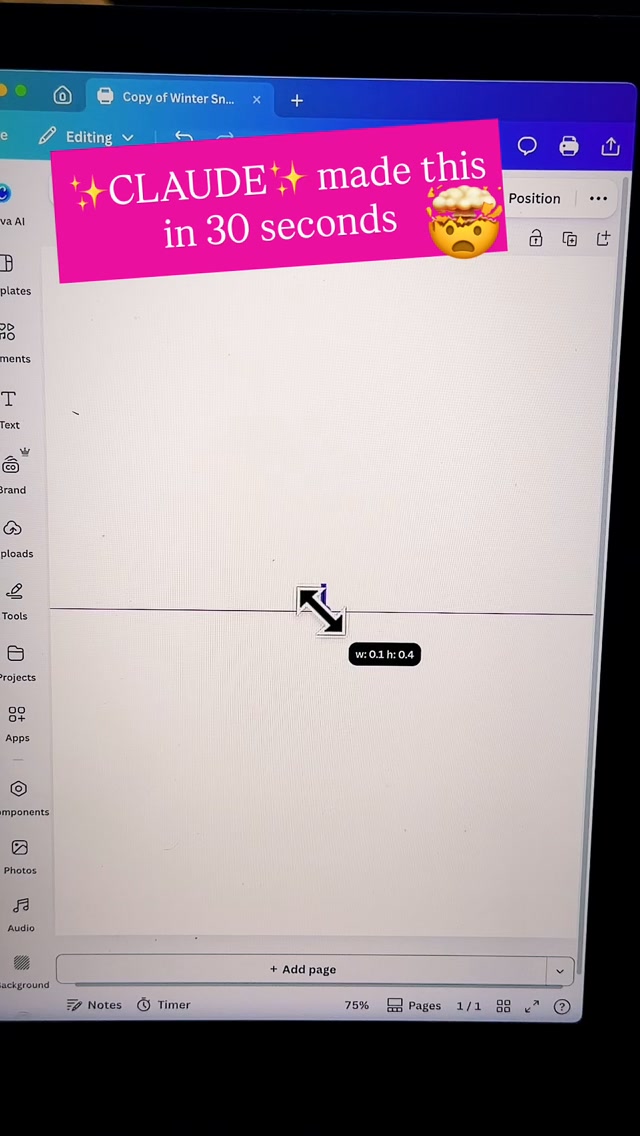 Copy of Winter Sn...
e
Editing
✨CLAUDE✨ made this
in 30 seconds 🤯
Position
va AI
plates
ments
Text
Brand
ploads
Tools
Projects
Apps
mponents
Photos
Audio
ackground
w: 0.1 h: 0.4
+ Add page
Notes
Timer
75%
Pages
1 / 1